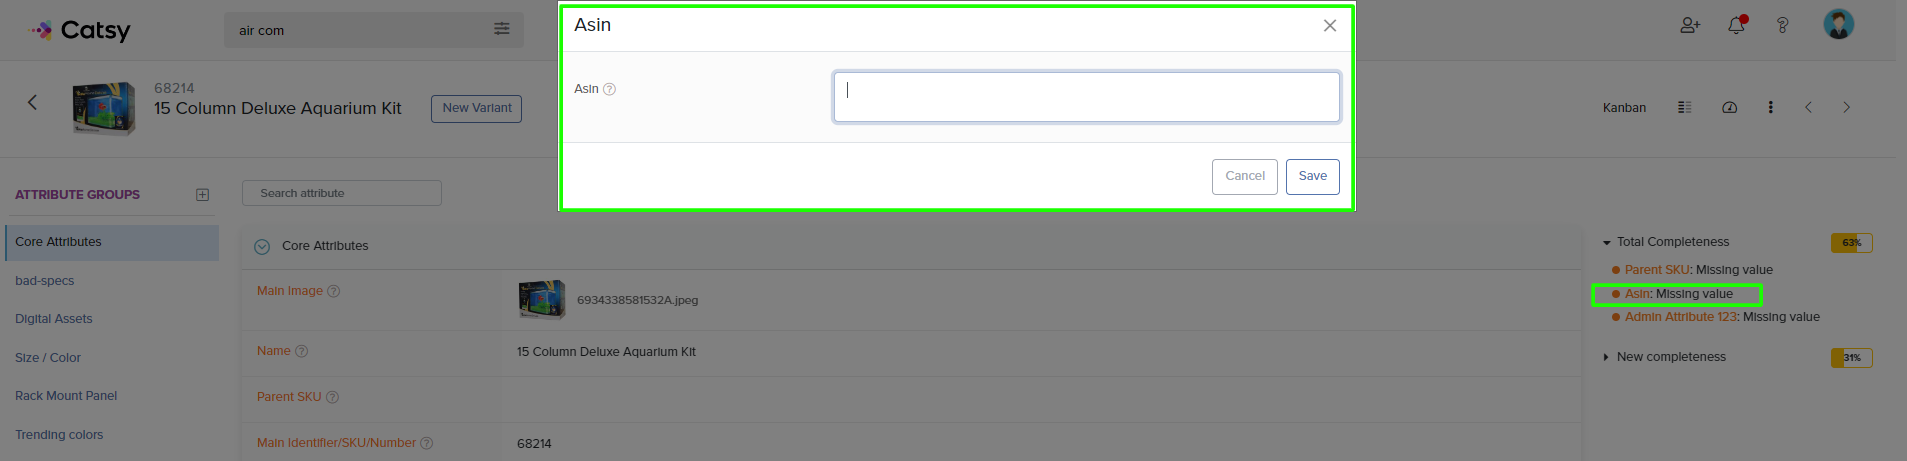 Catsy
air com
Asin
Asin ?
Cancel
Save
68214
15 Column Deluxe Aquarium Kit
New Variant
Kanban
ATTRIBUTE GROUPS
Core Attributes
bad-specs
Digital Assets
Size / Color
Rack Mount Panel
Trending colors
Search attribute
Core Attributes
Main Image ?
6934338581532A.jpeg
Name ?
15 Column Deluxe Aquarium Kit
Parent SKU ?
Main Identifier/SKU/Number ?
68214
Total Completeness
63%
Parent SKU: Missing value
Asin: Missing value
Admin Attribute 123: Missing value
New completeness
31%